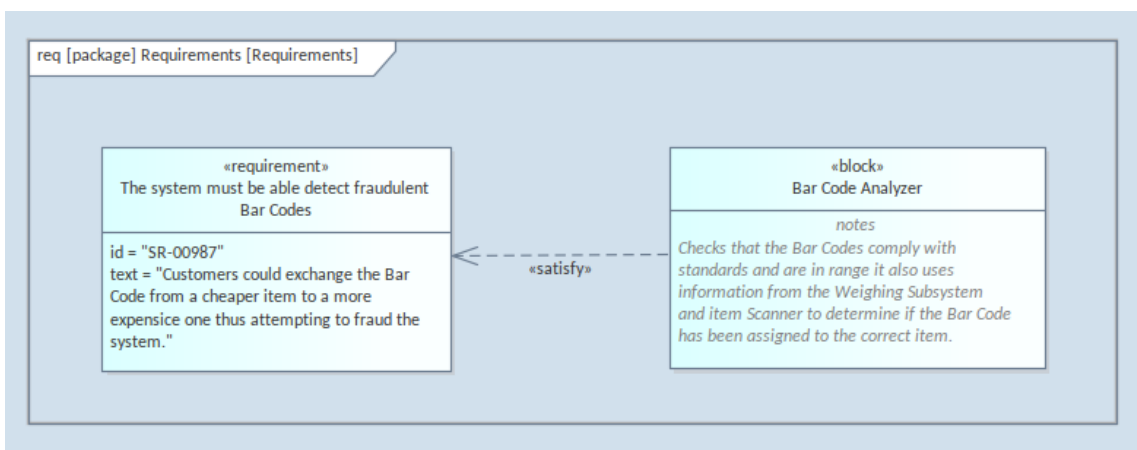 req [package] Requirements [Requirements]
«requirement»
The system must be able detect fraudulent
Bar Codes
id = "SR-00987"
text = "Customers could exchange the Bar
Code from a cheaper item to a more
expensice one thus attempting to fraud the
system."
«satisfy»
«block»
Bar Code Analyzer
notes
Checks that the Bar Codes comply with
standards and are in range it also uses
information from the Weighing Subsystem
and item Scanner to determine if the Bar Code
has been assigned to the correct item.